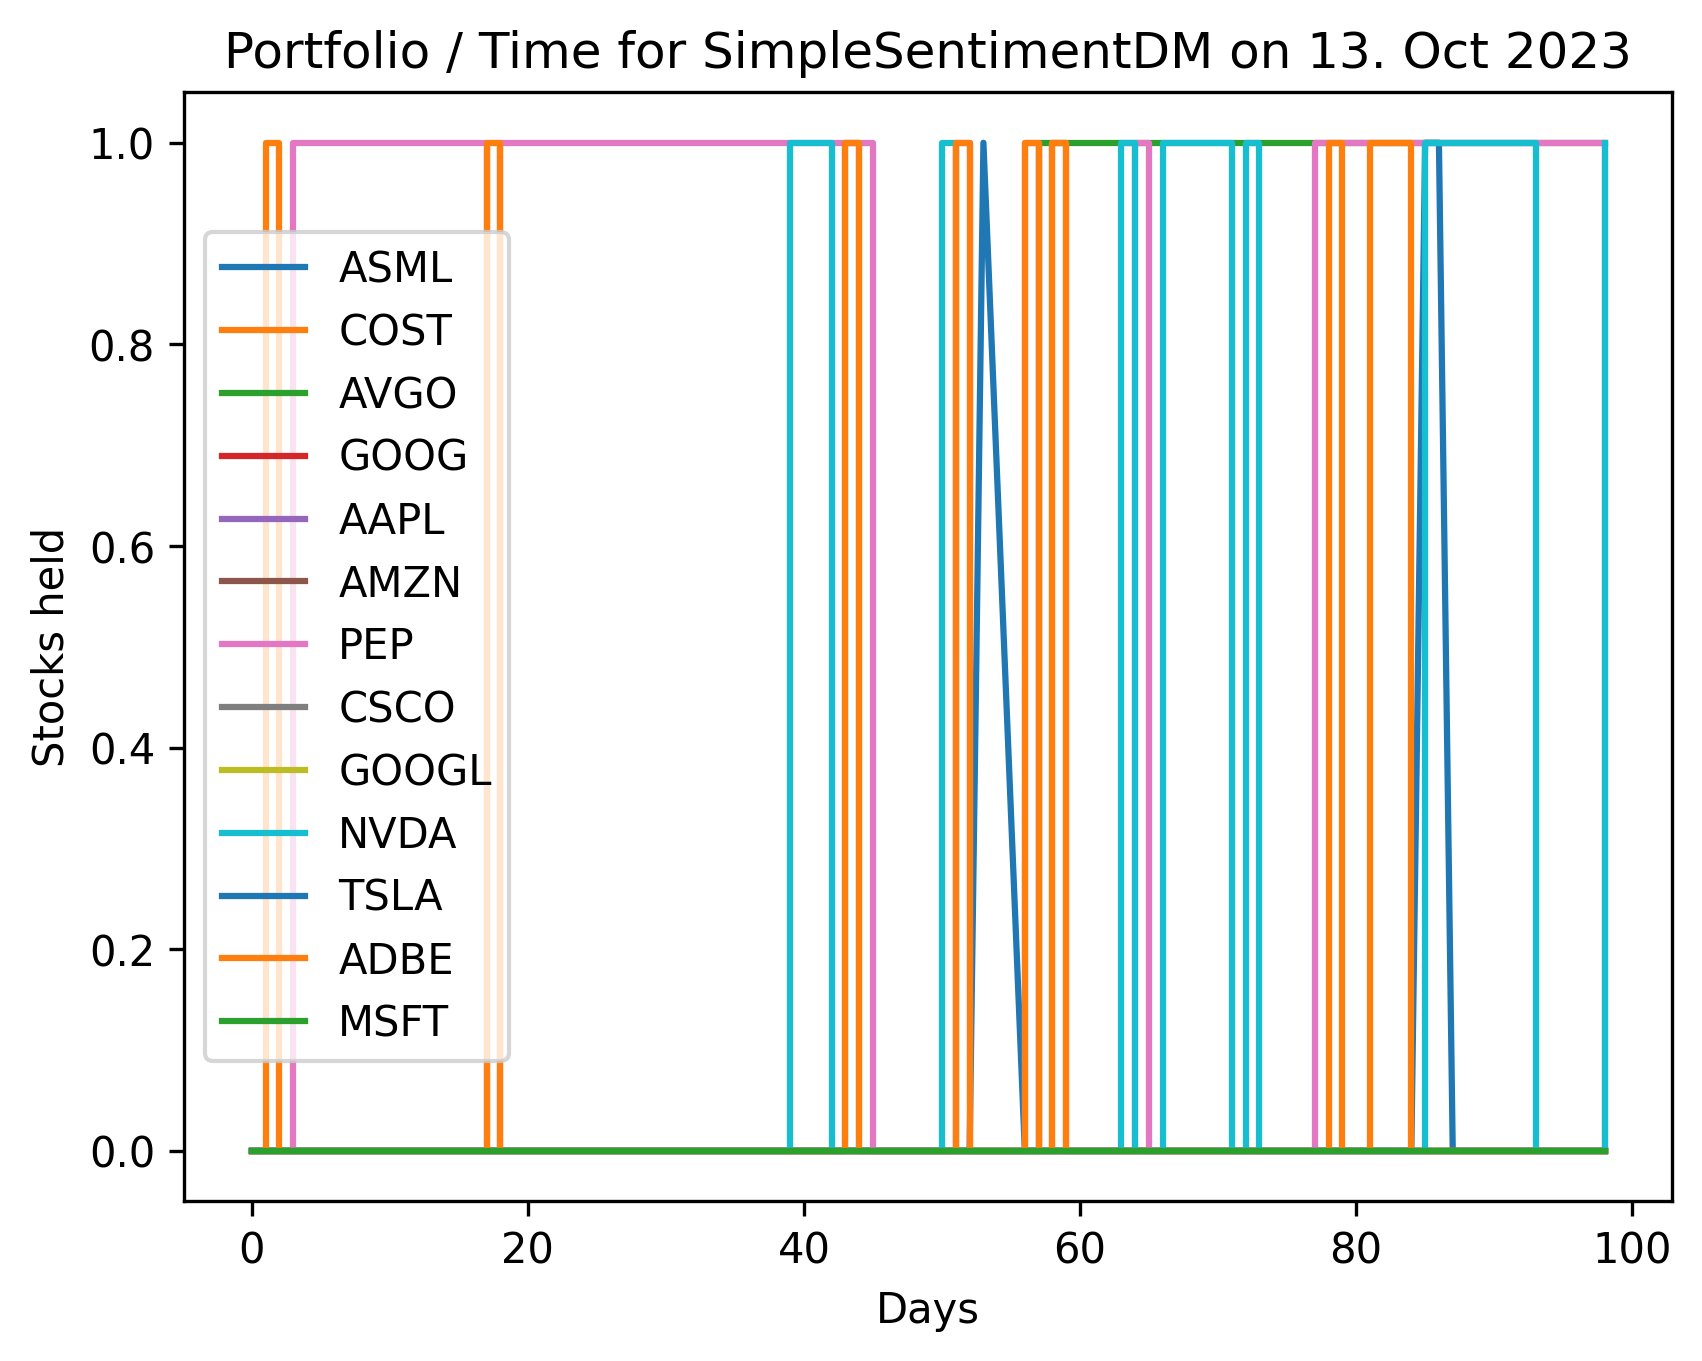 Portfolio / Time for SimpleSentimentDM on 13. Oct 2023
1.0
0.8
0.6
0.4
0.2
0.0
Stocks held
ASML
COST
AVGO
GOOG
AAPL
AMZN
PEP
CSCO
GOOGL
NVDA
TSLA
ADBE
MSFT
0 20 40 60 80 100
Days